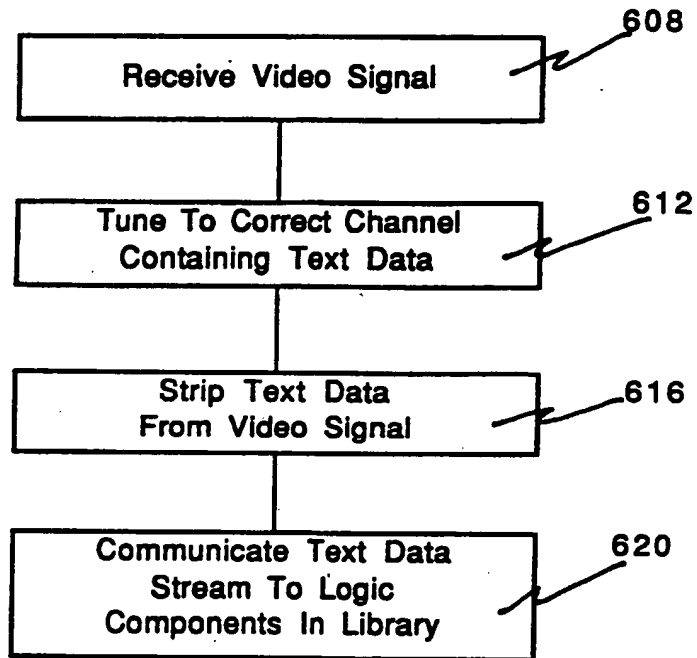 608
Receive Video Signal
612
Tune To Correct Channel
Containing Text Data
616
Strip Text Data
From Video Signal
620
Communicate Text Data
Stream To Logic
Components In Library